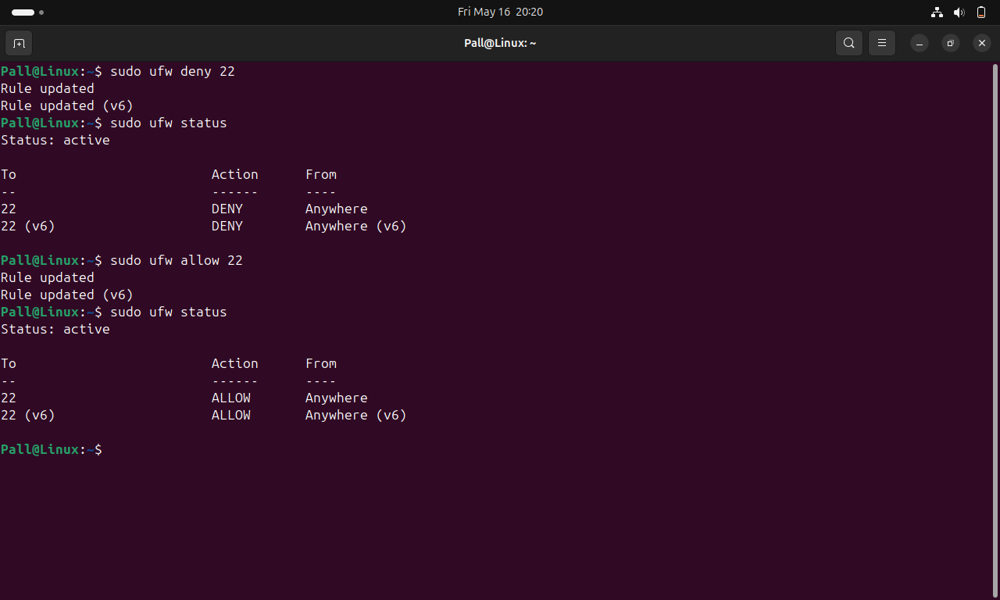 Fri May 16 20:20
Pall@Linux: ~
Pall@Linux:~$ sudo ufw deny 22
Rule updated
Rule updated (v6)
Pall@Linux:~$ sudo ufw status
Status: active
To                         Action      From
--                         ------      ----
22                         DENY        Anywhere
22 (v6)                    DENY        Anywhere (v6)
Pall@Linux:~$ sudo ufw allow 22
Rule updated
Rule updated (v6)
Pall@Linux:~$ sudo ufw status
Status: active
To                         Action      From
--                         ------      ----
22                         ALLOW       Anywhere
22 (v6)                    ALLOW       Anywhere (v6)
Pall@Linux:~$